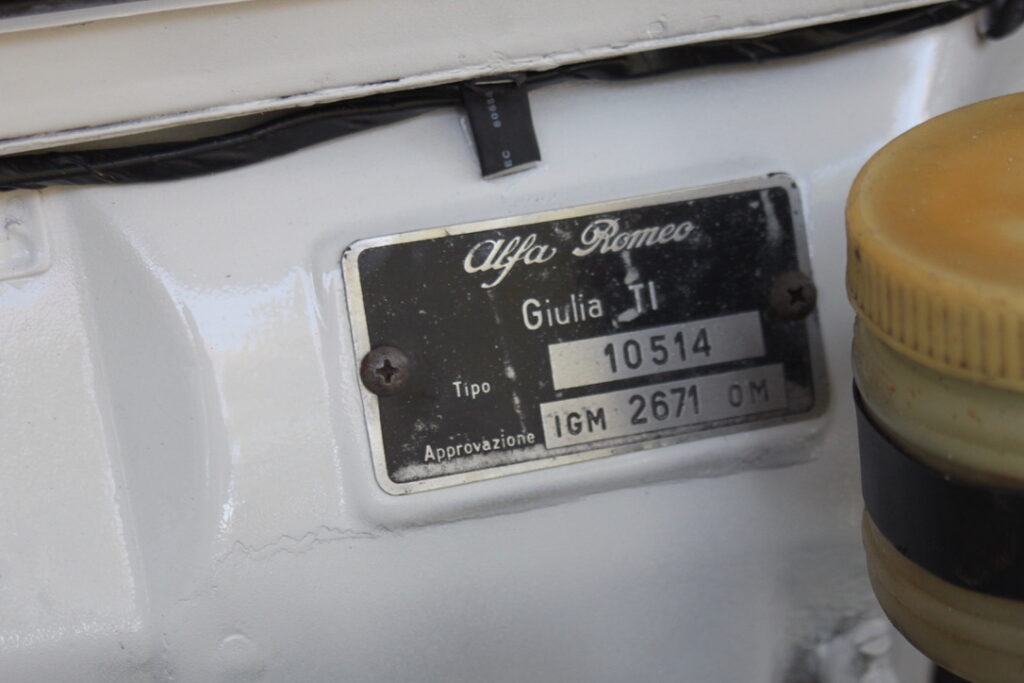 Alfa Romeo
Giulia TI
Tipo 10514
Approvazione IGM 2671 OM